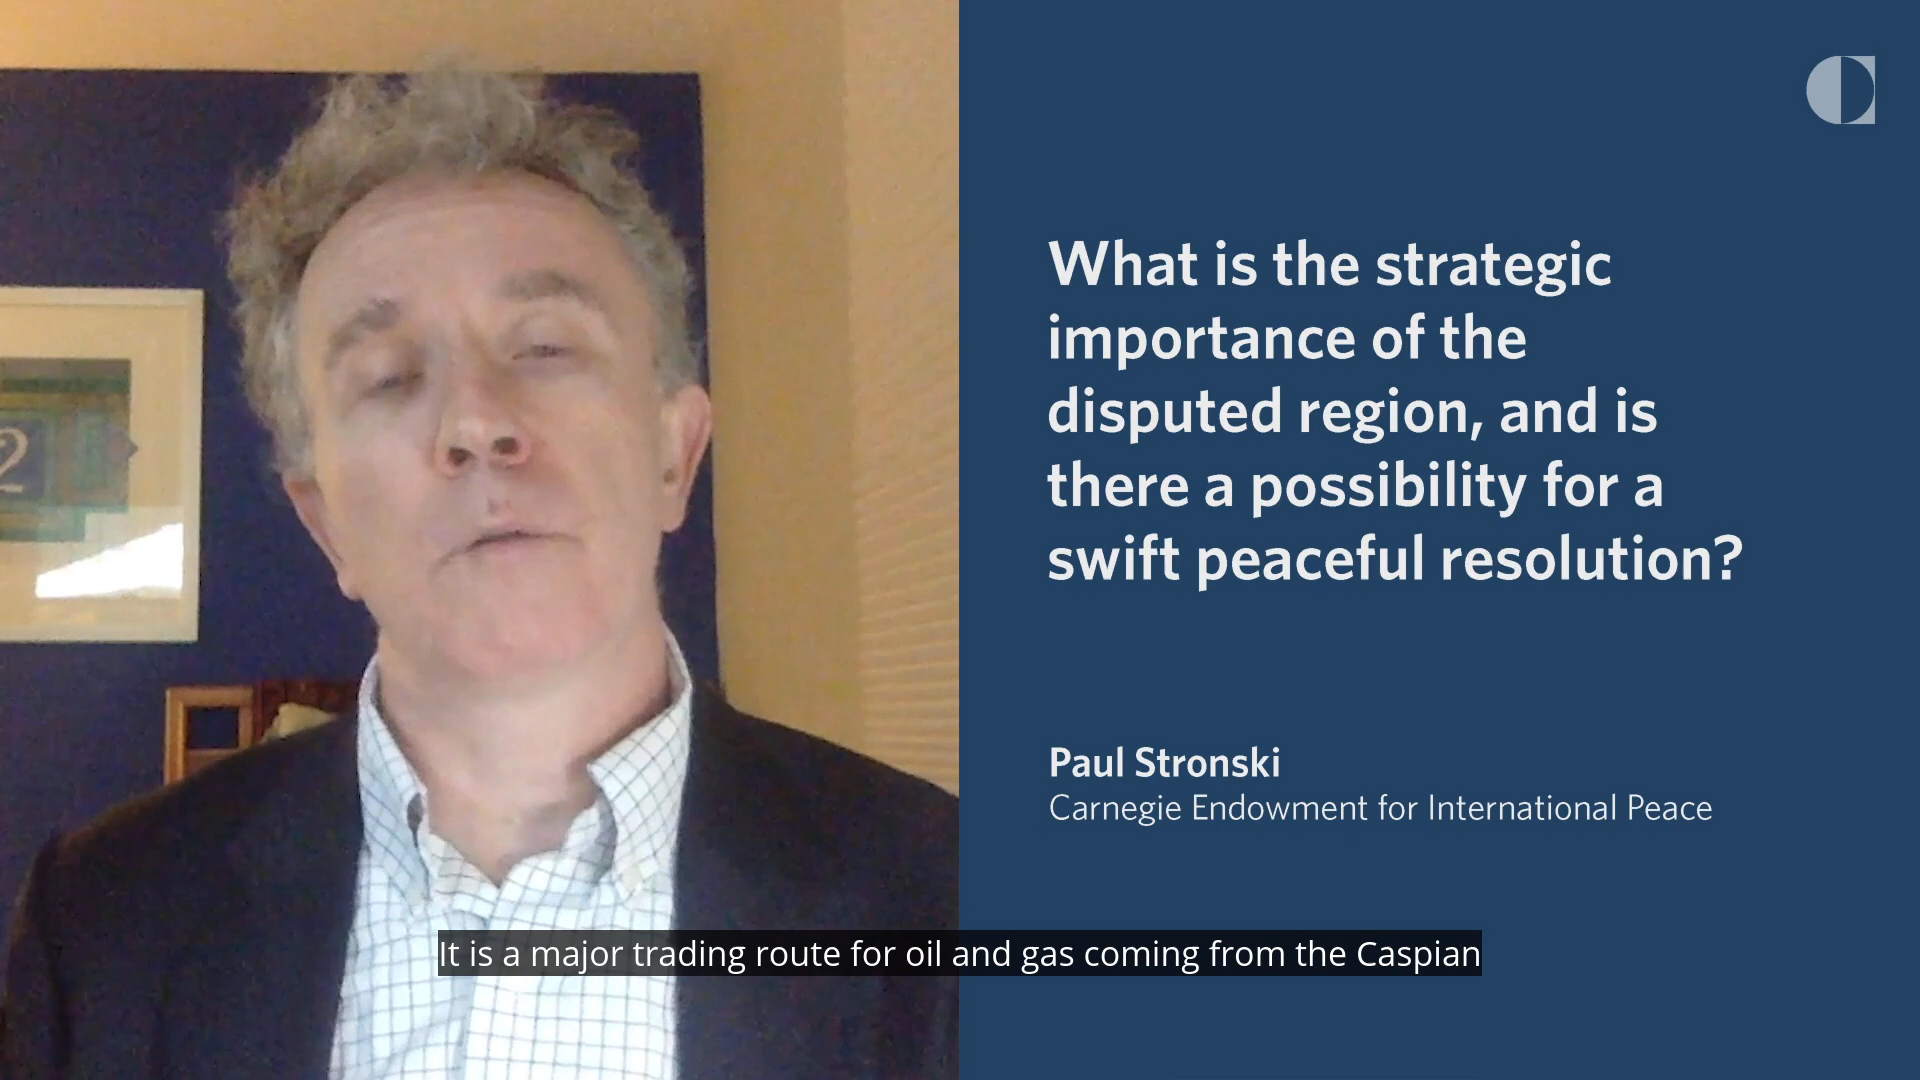 What is the strategic
importance of the
disputed region, and is
there a possibility for a
swift peaceful resolution?
Paul Stronski
Carnegie Endowment for International Peace
2
It is a major trading route for oil and gas coming from the Caspian